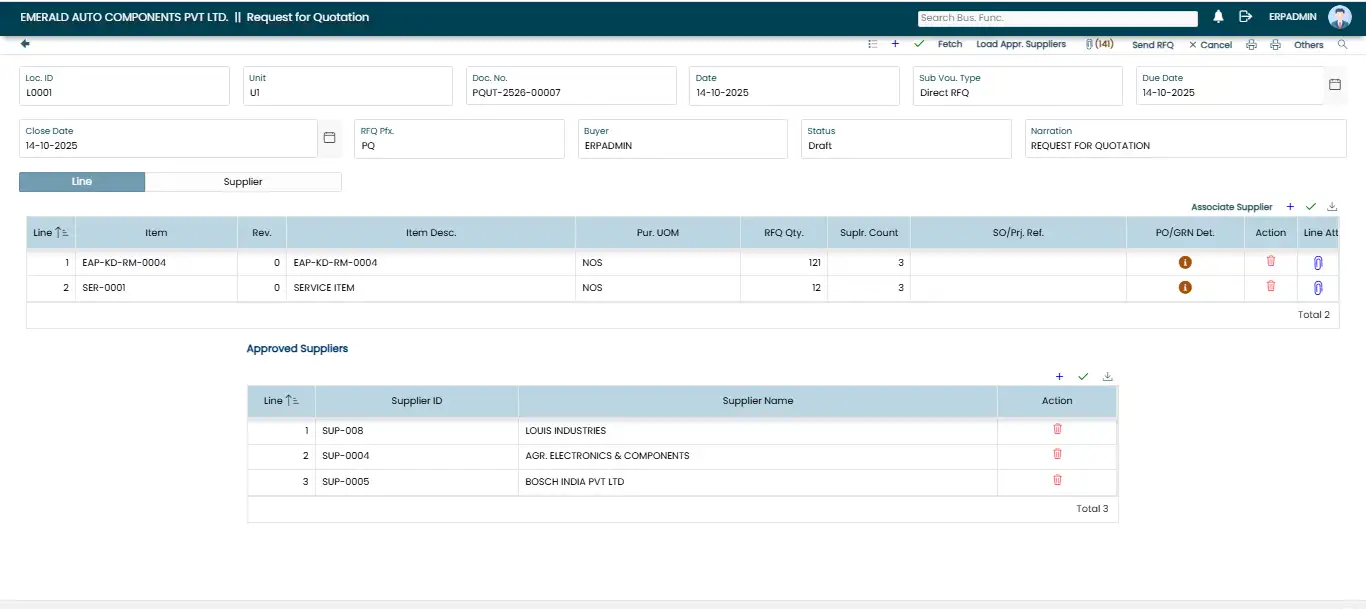 EMERALD AUTO COMPONENTS PVT LTD. || Request for Quotation Search Bus. Func. ERPADMIN
Fetch Load Appr. Suppliers (141) Send RFQ × Cancel Others
Loc. ID Unit Doc. No. Date Sub Vou. Type Due Date
L0001 U1 PQUT-2526-00007 14-10-2025 Direct RFQ 14-10-2025
Close Date RFQ Pfx. Buyer Status Narration
14-10-2025 PQ ERPADMIN Draft REQUEST FOR QUOTATION
Line Supplier
Associate Supplier
Line Item Rev. Item Desc. Pur. UOM RFQ Qty. Suplr. Count SO/Prj. Ref. PO/GRN Det. Action Line Att
1 EAP-KD-RM-0004 0 EAP-KD-RM-0004 NOS 121 3
2 SER-0001 0 SERVICE ITEM NOS 12 3
Total 2
Approved Suppliers
Line Supplier ID Supplier Name Action
1 SUP-008 LOUIS INDUSTRIES
2 SUP-0004 AGR. ELECTRONICS & COMPONENTS
3 SUP-0005 BOSCH INDIA PVT LTD
Total 3